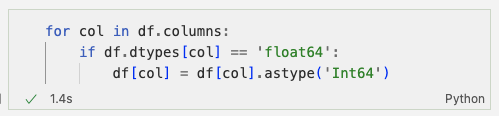 for col in df.columns:
    if df.dtypes[col] == 'float64':
        df[col] = df[col].astype('Int64')
✓ 1.4s Python